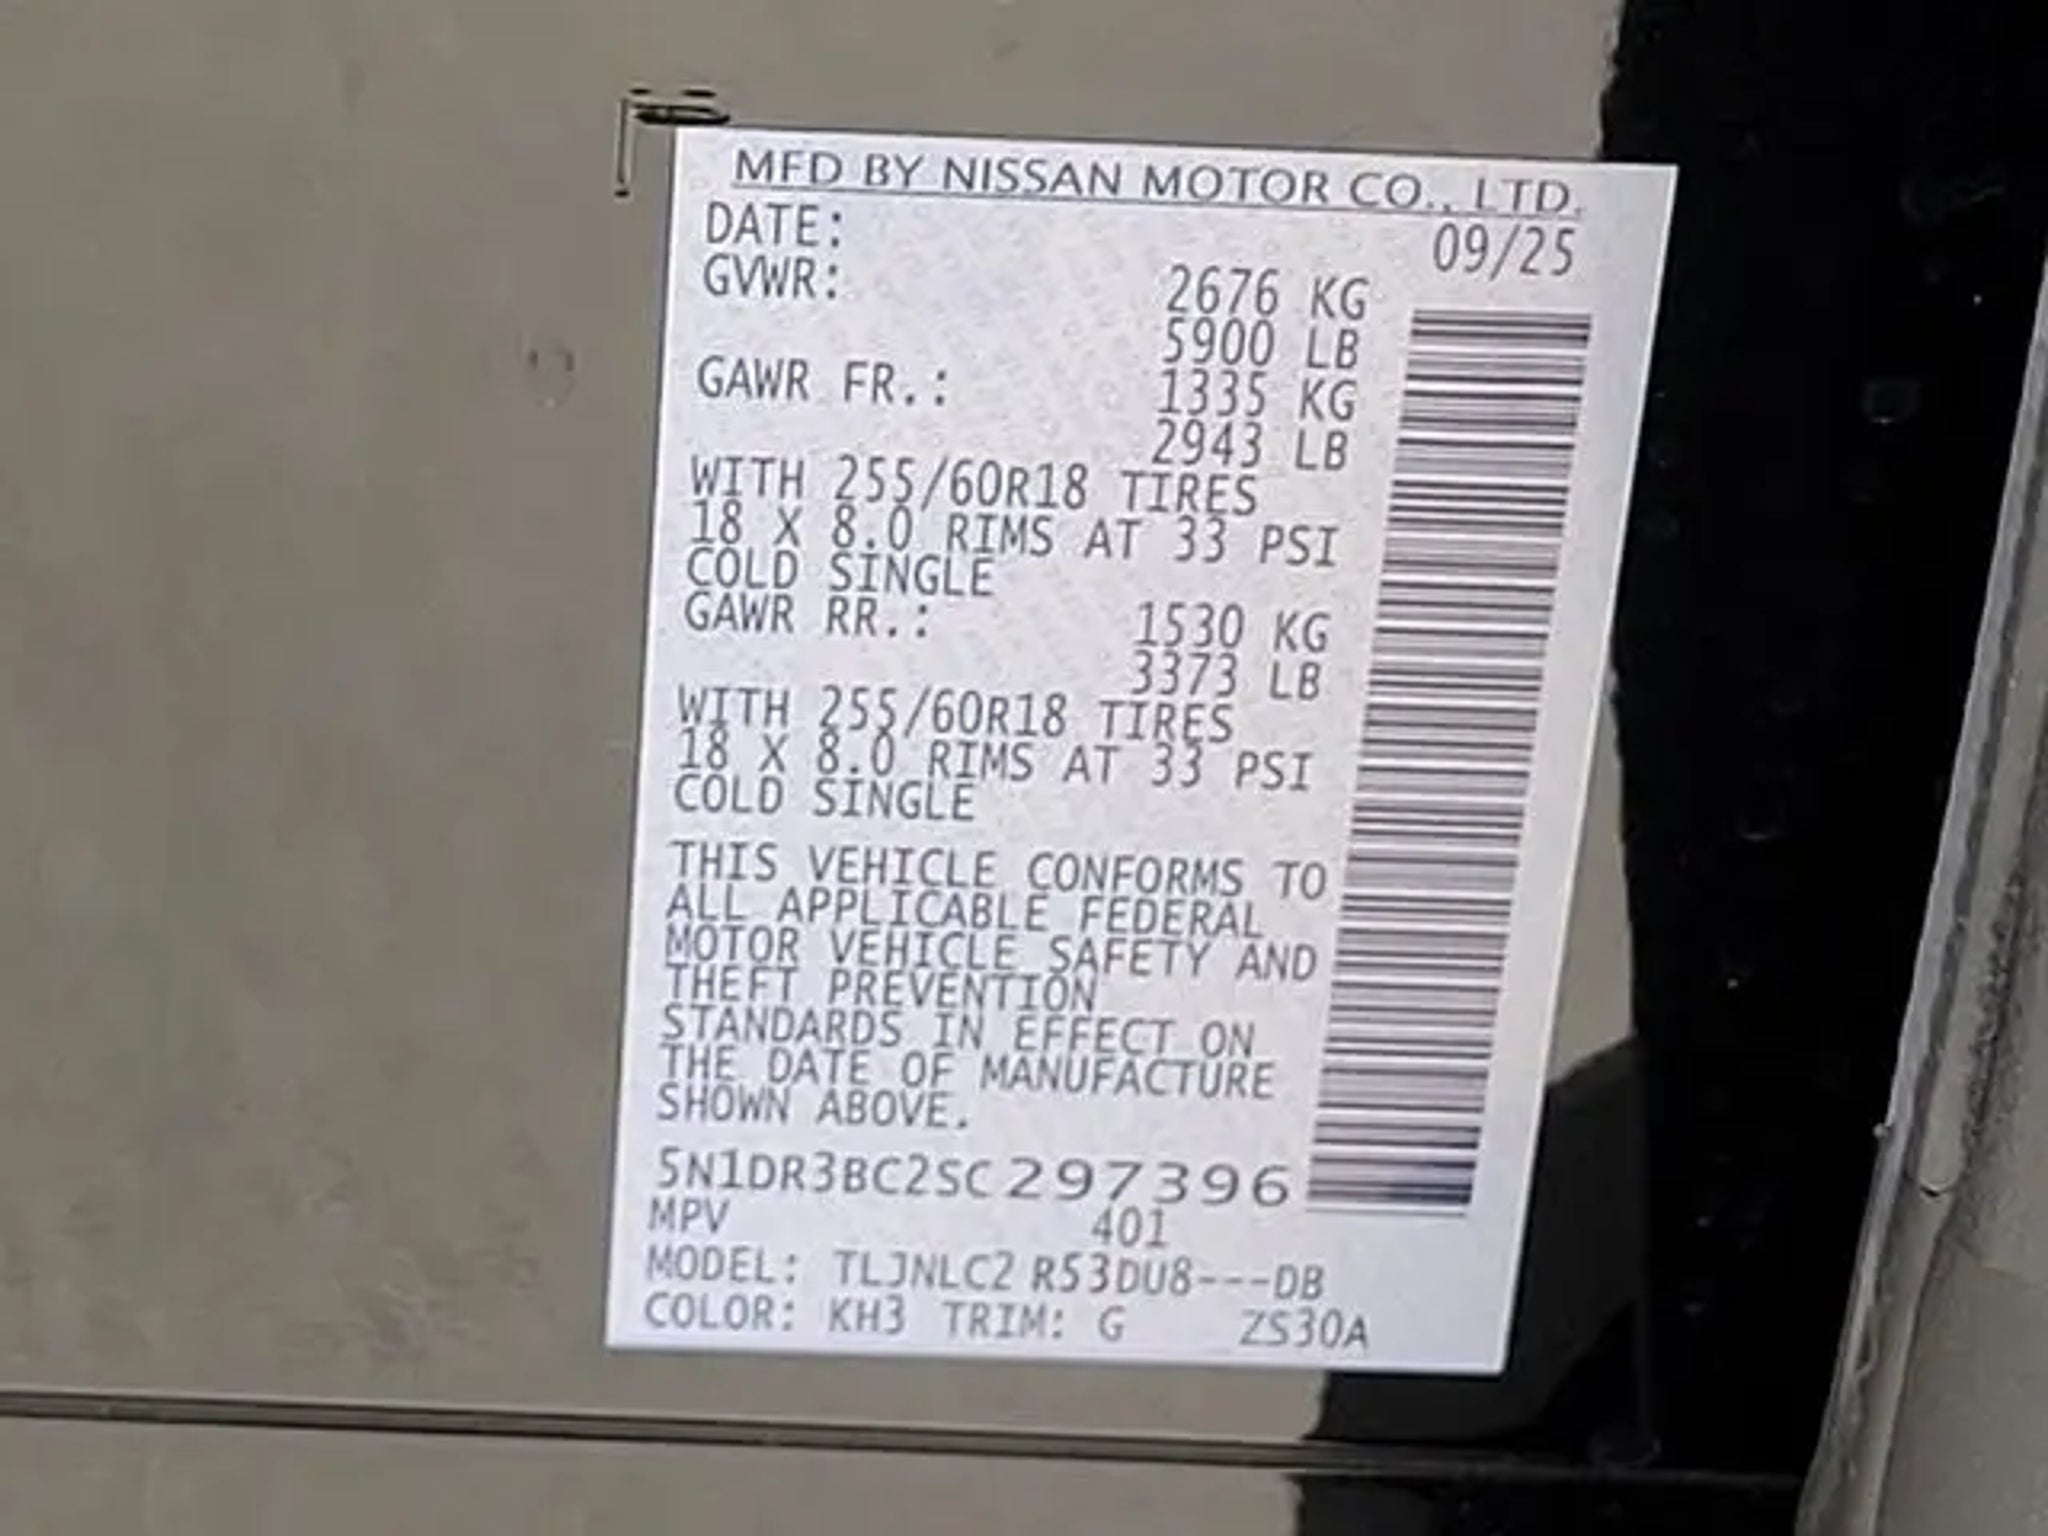 MFD BY NISSAN MOTOR CO., LTD.
DATE: 09/25
GVWR: 2676 KG
5900 LB
GAWR FR.: 1335 KG
2943 LB
WITH 255/60R18 TIRES
18 X 8.0 RIMS AT 33 PSI
COLD SINGLE
GAWR RR.: 1530 KG
3373 LB
WITH 255/60R18 TIRES
18 X 8.0 RIMS AT 33 PSI
COLD SINGLE
THIS VEHICLE CONFORMS TO
ALL APPLICABLE FEDERAL
MOTOR VEHICLE SAFETY AND
THEFT PREVENTION
STANDARDS IN EFFECT ON
THE DATE OF MANUFACTURE
SHOWN ABOVE.
5N1DR3BC2SC297396
MPV 401
MODEL: TLJNLC2 R53DU8---DB
COLOR: KH3 TRIM: G ZS30A